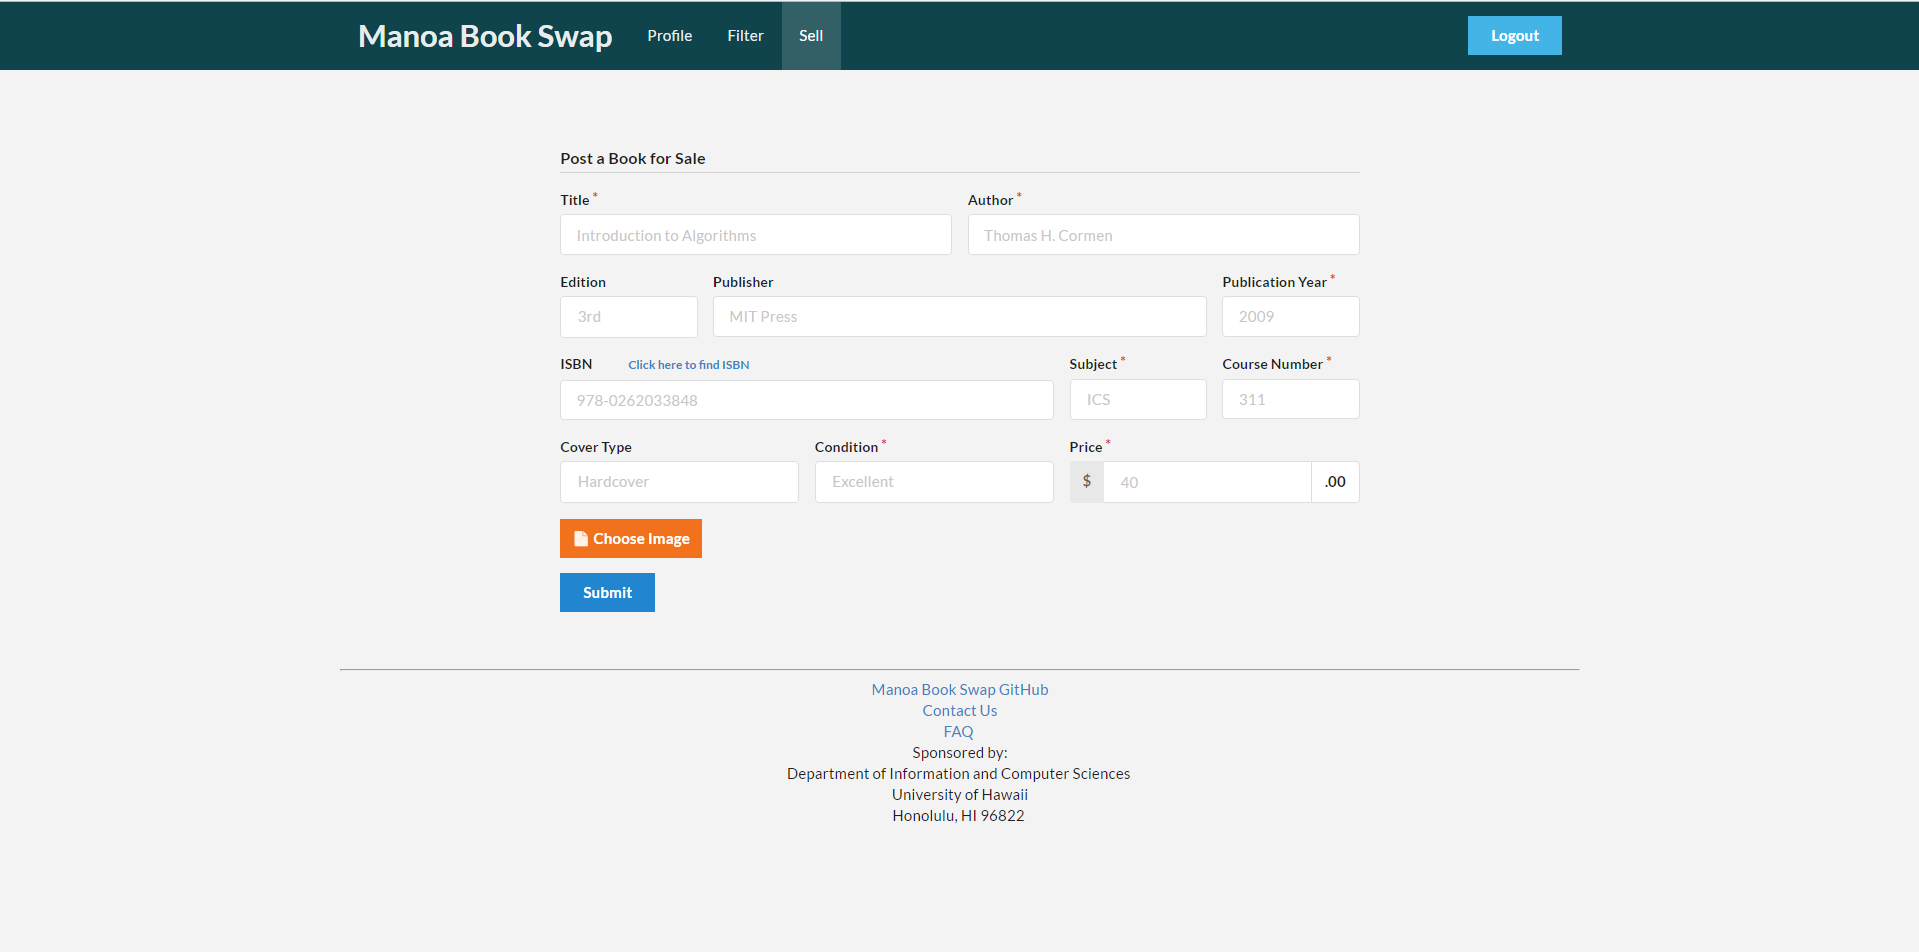 Manoa Book Swap Profile Filter Sell Logout
Post a Book for Sale
Title * Author *
Introduction to Algorithms Thomas H. Cormen
Edition Publisher Publication Year *
3rd MIT Press 2009
ISBN Click here to find ISBN Subject * Course Number *
978-0262033848 ICS 311
Cover Type Condition * Price *
Hardcover Excellent $ 40 .00
Choose Image
Submit
Manoa Book Swap GitHub
Contact Us
FAQ
Sponsored by:
Department of Information and Computer Sciences
University of Hawaii
Honolulu, HI 96822